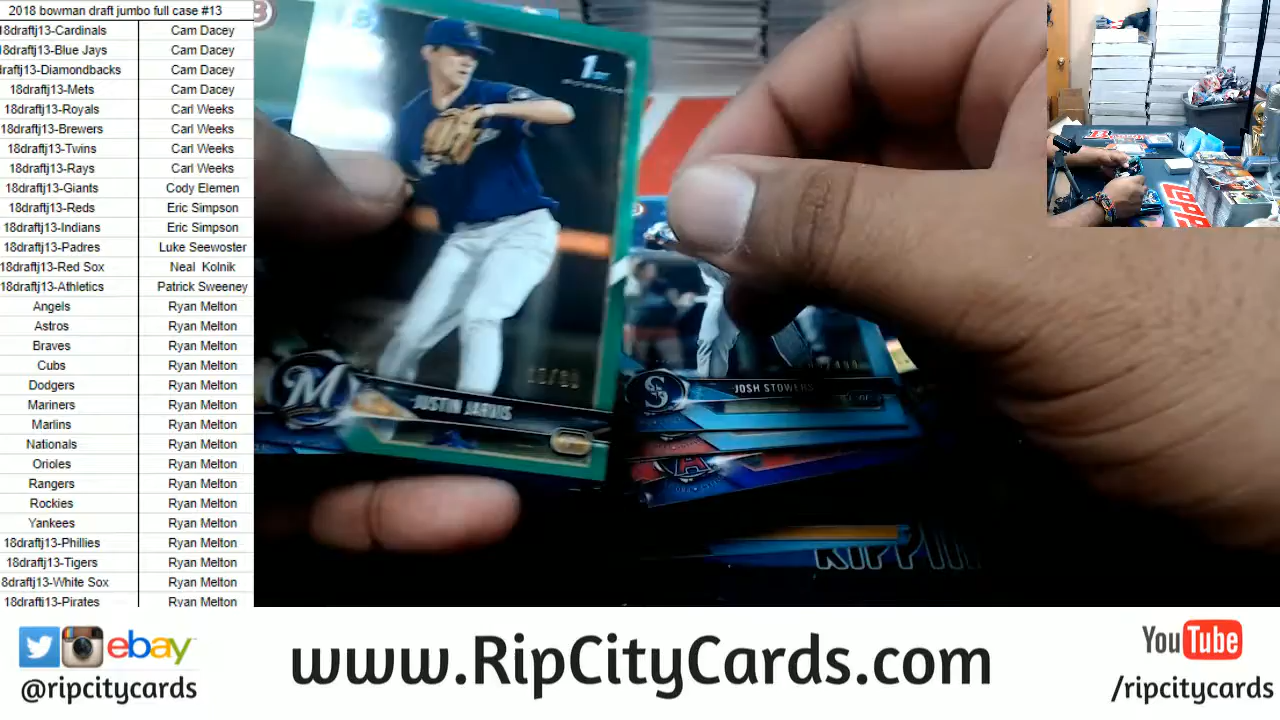 2018 bowman draft jumbo full case #13
18draftj13-Cardinals Cam Dacey
18draftj13-Blue Jays Cam Dacey
draftj13-Diamondbacks Cam Dacey
18draftj13-Mets Cam Dacey
18draftj13-Royals Carl Weeks
18draftj13-Brewers Carl Weeks
18draftj13-Twins Carl Weeks
18draftj13-Rays Carl Weeks
18draftj13-Giants Cody Elemen
18draftj13-Reds Eric Simpson
18draftj13-Indians Eric Simpson
18draftj13-Padres Luke Seewoster
18draftj13-Red Sox Neal Kolnik
18draftj13-Athletics Patrick Sweeney
Angels Ryan Melton
Astros Ryan Melton
Braves Ryan Melton
Cubs Ryan Melton
Dodgers Ryan Melton
Mariners Ryan Melton
Marlins Ryan Melton
Nationals Ryan Melton
Orioles Ryan Melton
Rangers Ryan Melton
Rockies Ryan Melton
Yankees Ryan Melton
18draftj13-Phillies Ryan Melton
18draftj13-Tigers Ryan Melton
8draftj13-White Sox Ryan Melton
18draftj13-Pirates Ryan Melton
1ST
M
JUSTIN JARVIS
S
JOSH STOWERS
A
RIPPIN
ebay
@ripcitycards
www.RipCityCards.com
YouTube
/ripcitycards